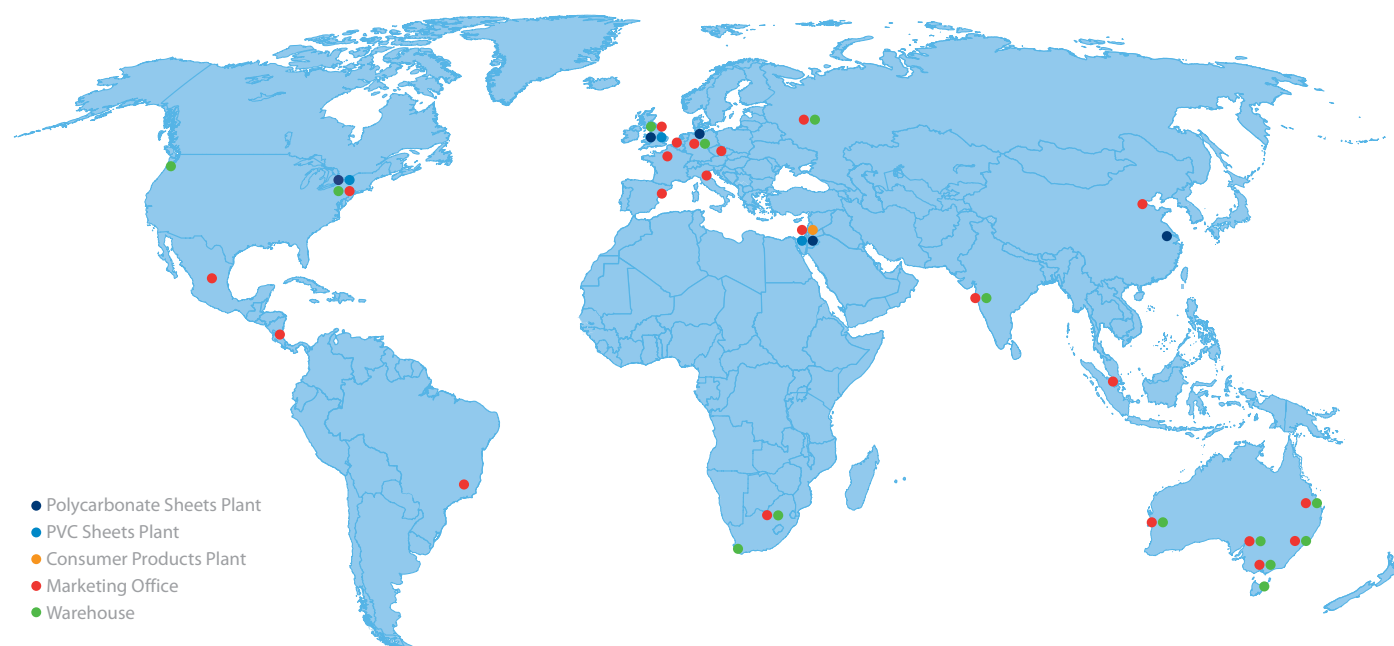 Polycarbonate Sheets Plant
PVC Sheets Plant
Consumer Products Plant
Marketing Office
Warehouse